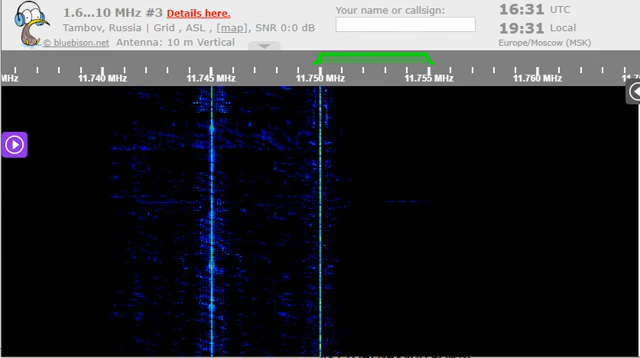 1.6...10 MHz #3 Details here.
Tambov, Russia | Grid , ASL , [map], SNR 0:0 dB
© bluebison.net Antenna: 10 m Vertical
Your name or callsign:
16:31 UTC
19:31 Local
Europe/Moscow (MSK)
MHz 11.740 MHz 11.745 MHz 11.750 MHz 11.755 MHz 11.760 MHz